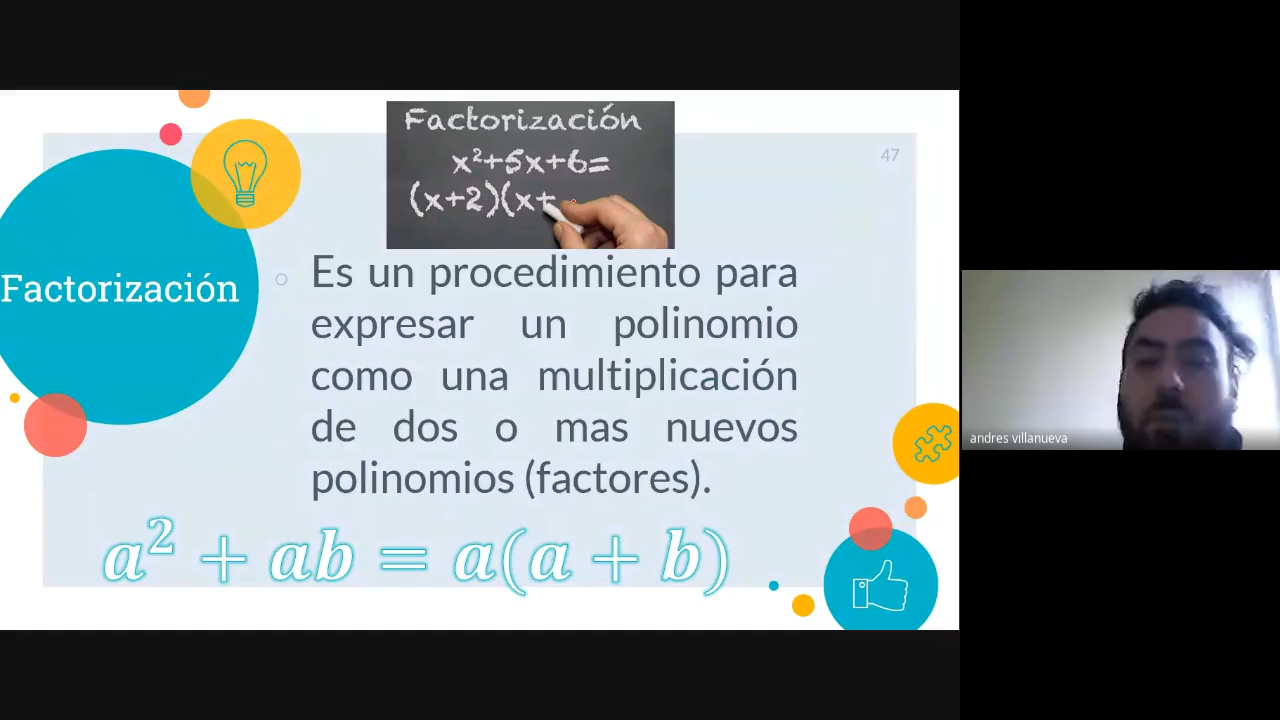 Factorización
x²+5x+6=
(x+2)(x+
47
Factorización
Es un procedimiento para
expresar un polinomio
como una multiplicación
de dos o mas nuevos
polinomios (factores).
a² + ab = a(a + b)
andres villanueva